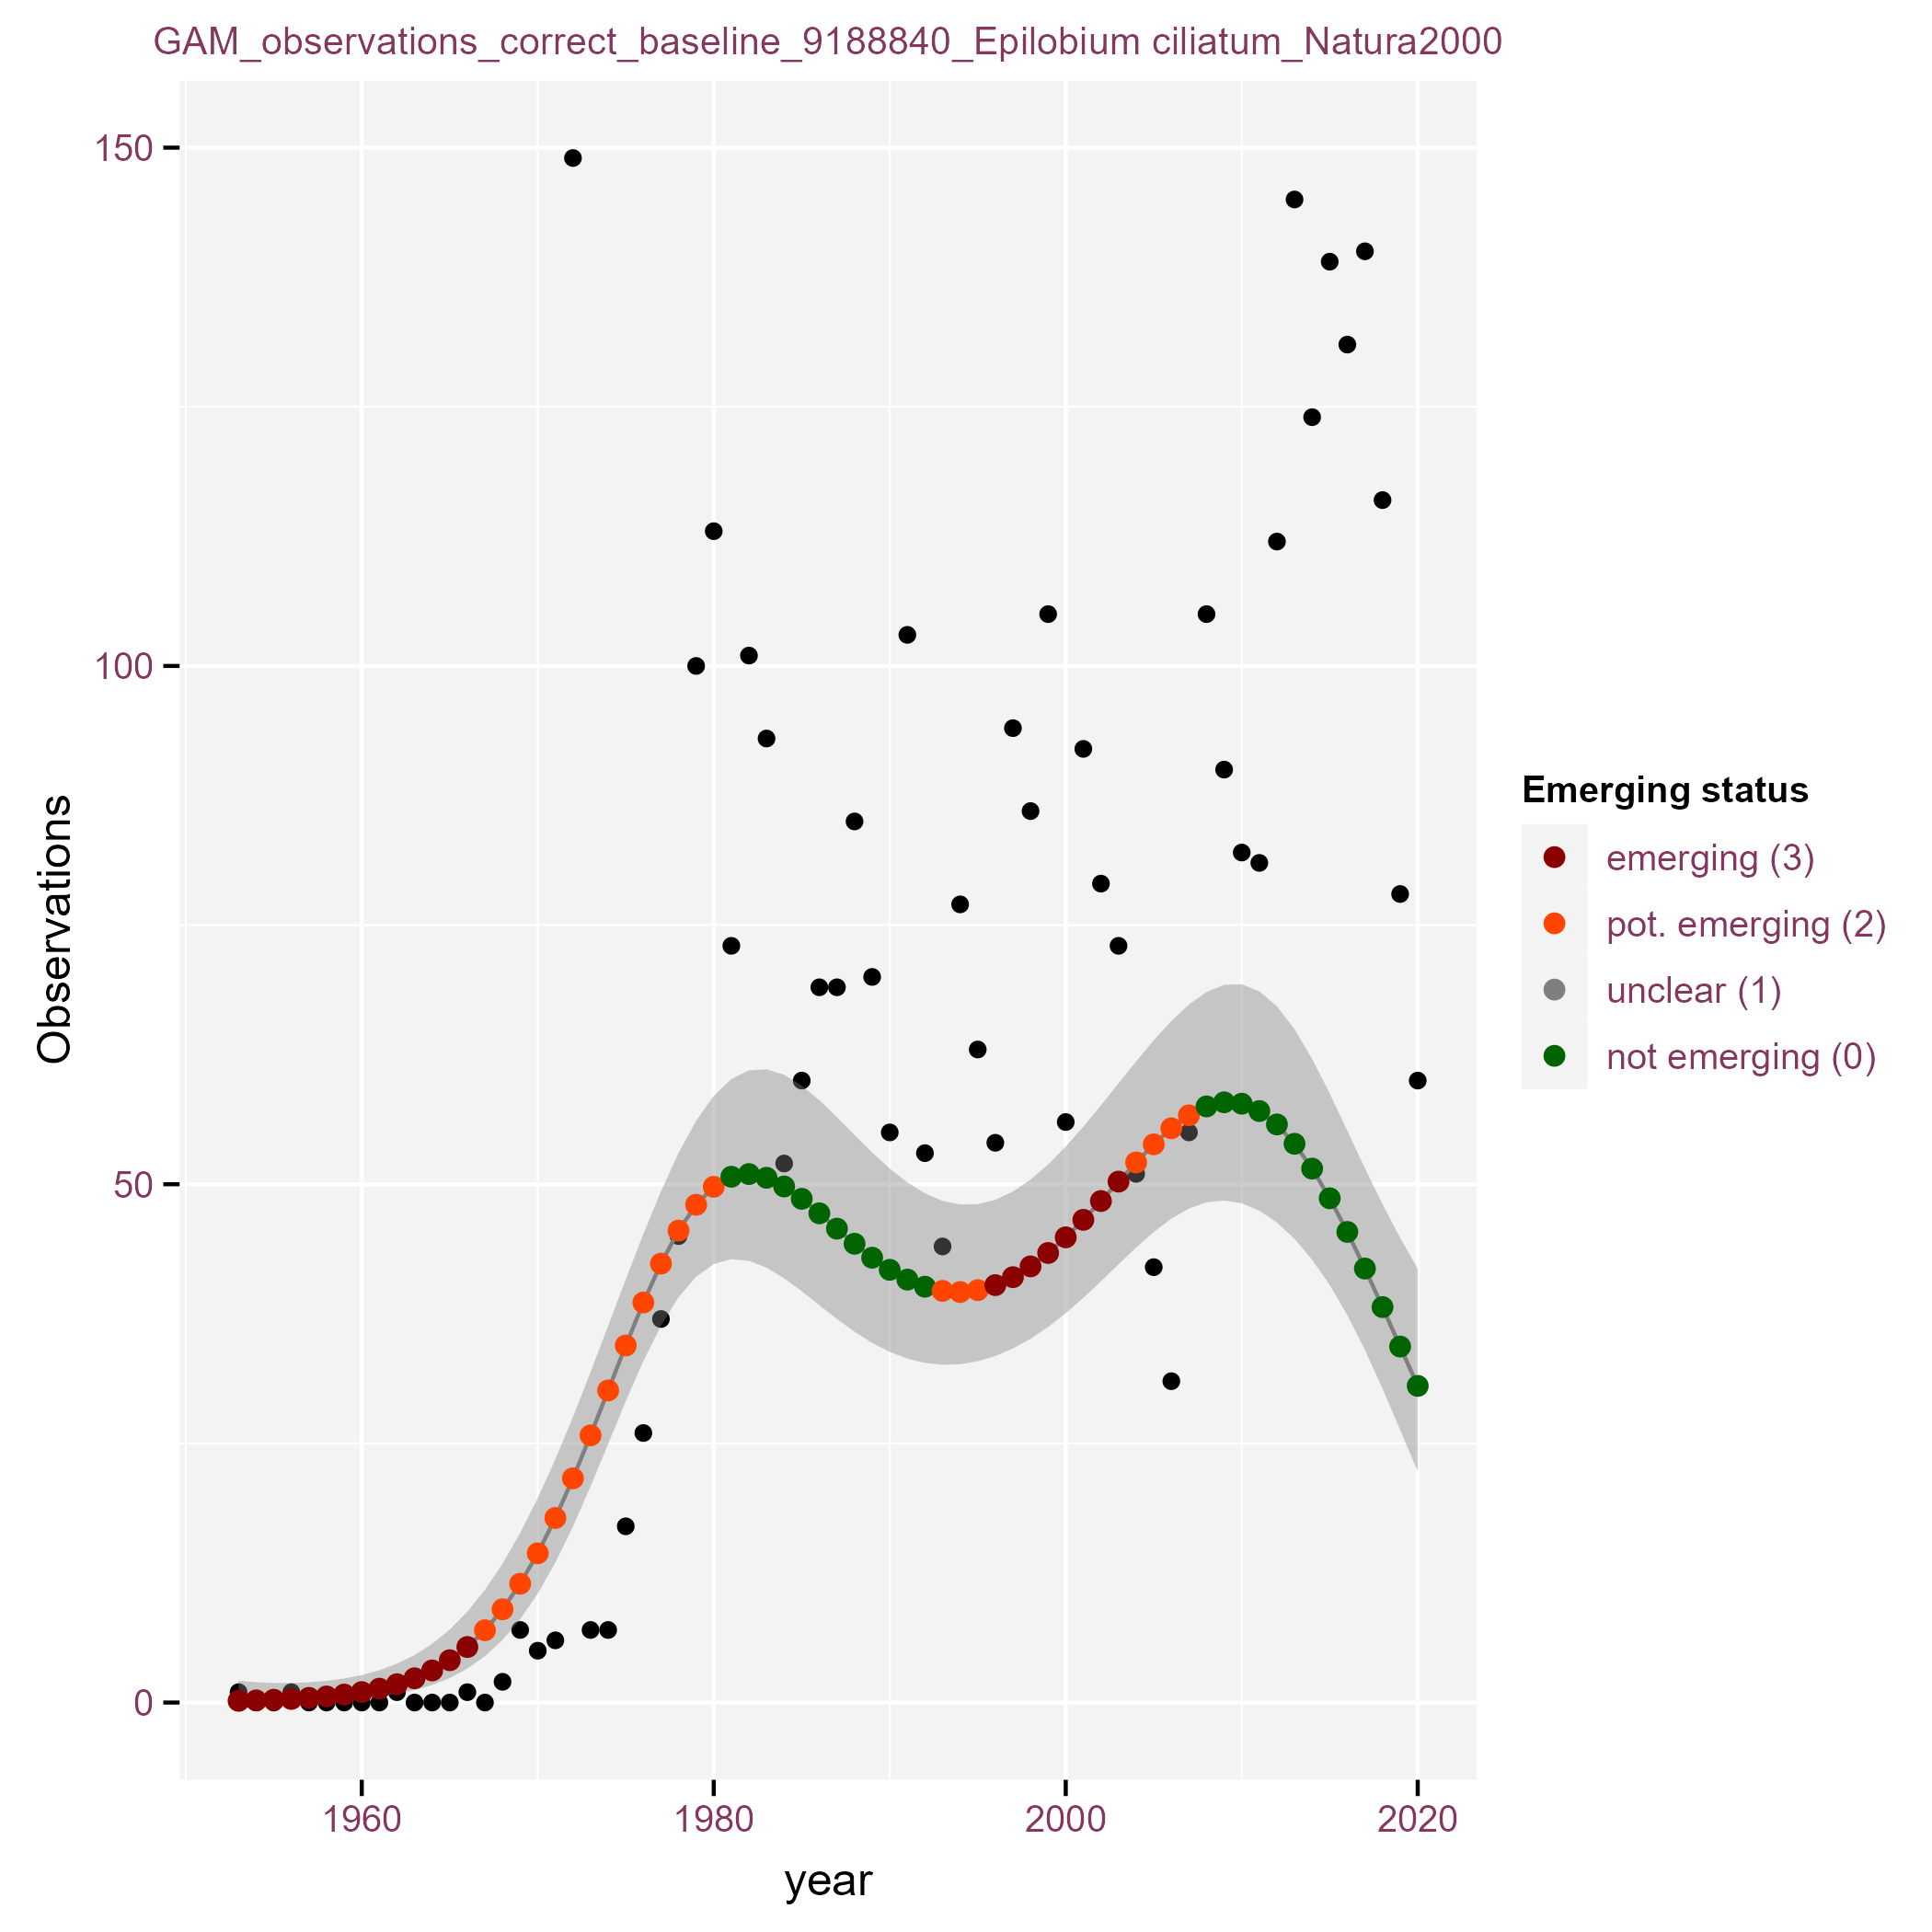 GAM_observations_correct_baseline_9188840_Epilobium ciliatum_Natura2000
150
100
50
0
Observations
1960
1980
2000
2020
year
Emerging status
emerging (3)
pot. emerging (2)
unclear (1)
not emerging (0)